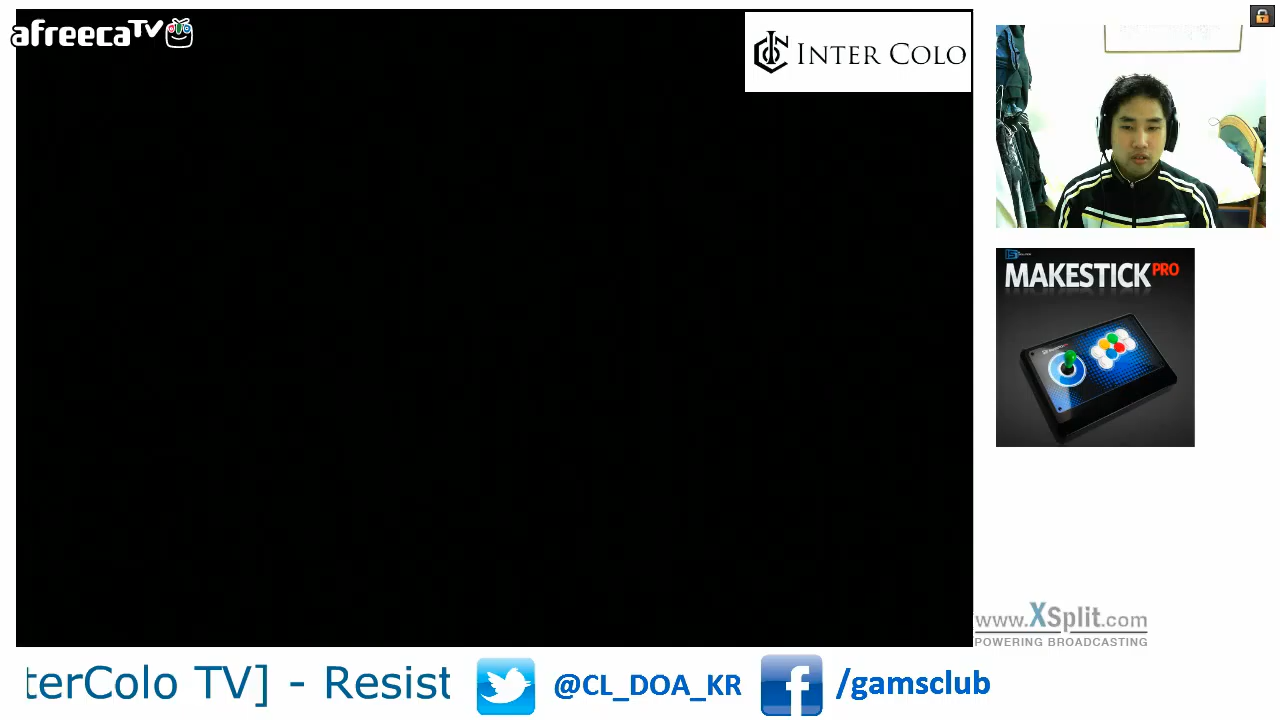 afreecaTV
INTER COLO
MAKESTICK PRO
www.XSplit.com
POWERING BROADCASTING
terColo TV] - Resist
@CL_DOA_KR
/gamsclub